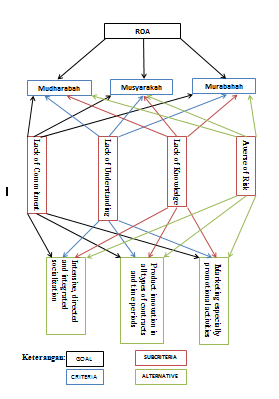 ROA
Mudharabah
Musyarakah
Murabahah
Lack of Commitment
Lack of Understanding
Lack of Knowledge
Averse of Risk
Intensive, directed
and integrated
socialization
Product innovation in
all types of contracts
and time periods
Marketing especially
promotional activities
Keterangan:
GOAL
SUBCRITERIA
CRITERIA
ALTERNATIVE